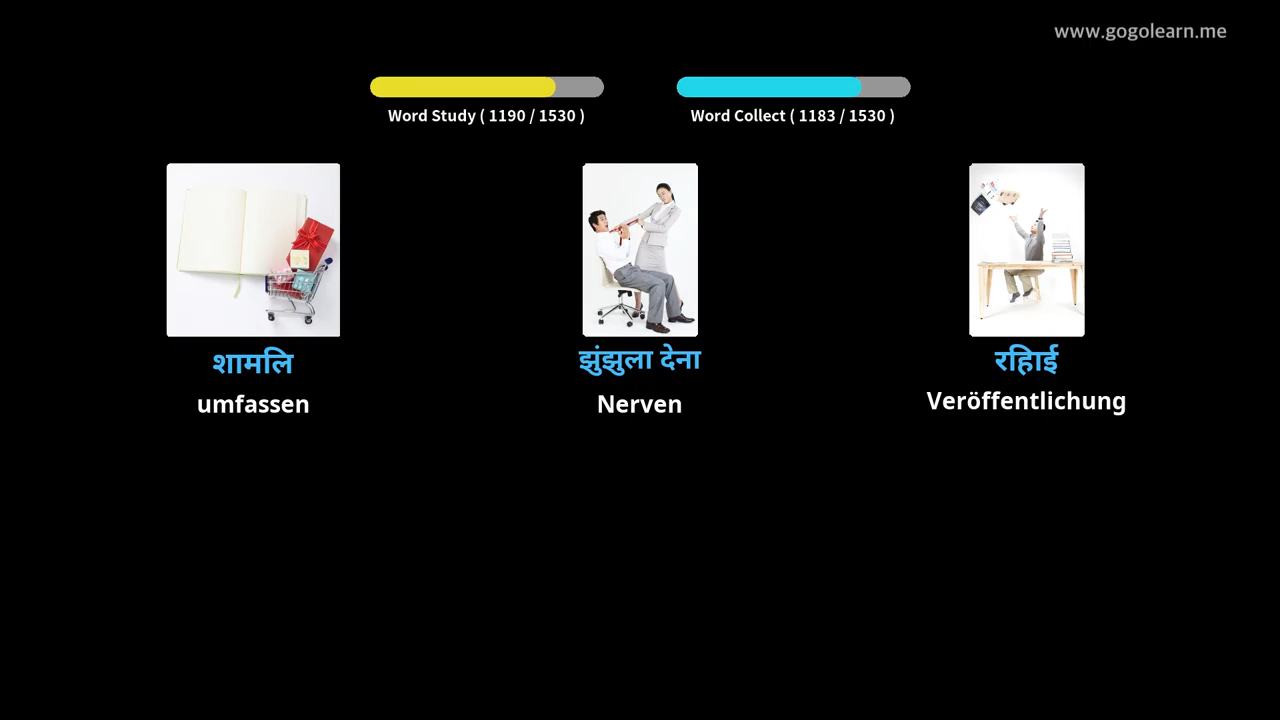 www.gogolearn.me
Word Study ( 1190 / 1530 )
Word Collect ( 1183 / 1530 )
शामलि
झुंझुला देना
रहिाई
umfassen
Nerven
Veröffentlichung